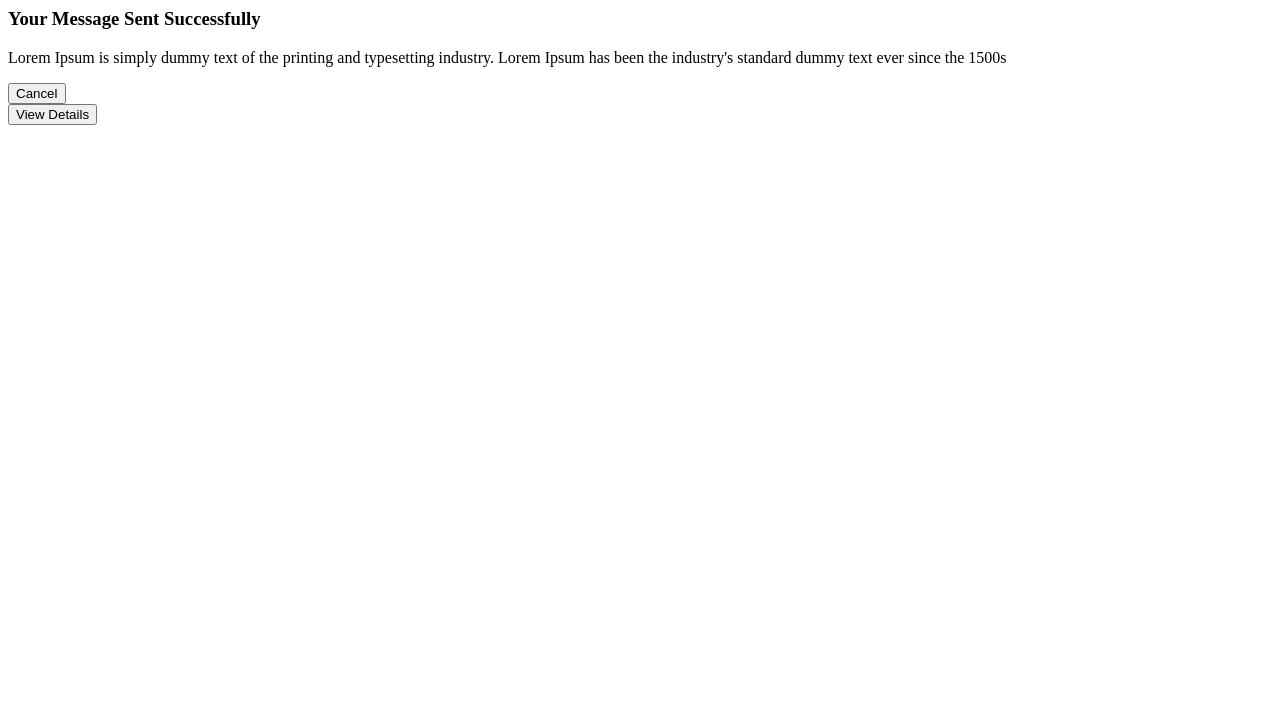 Your Message Sent Successfully
Lorem Ipsum is simply dummy text of the printing and typesetting industry. Lorem Ipsum has been the industry's standard dummy text ever since the 1500s
Cancel
View Details